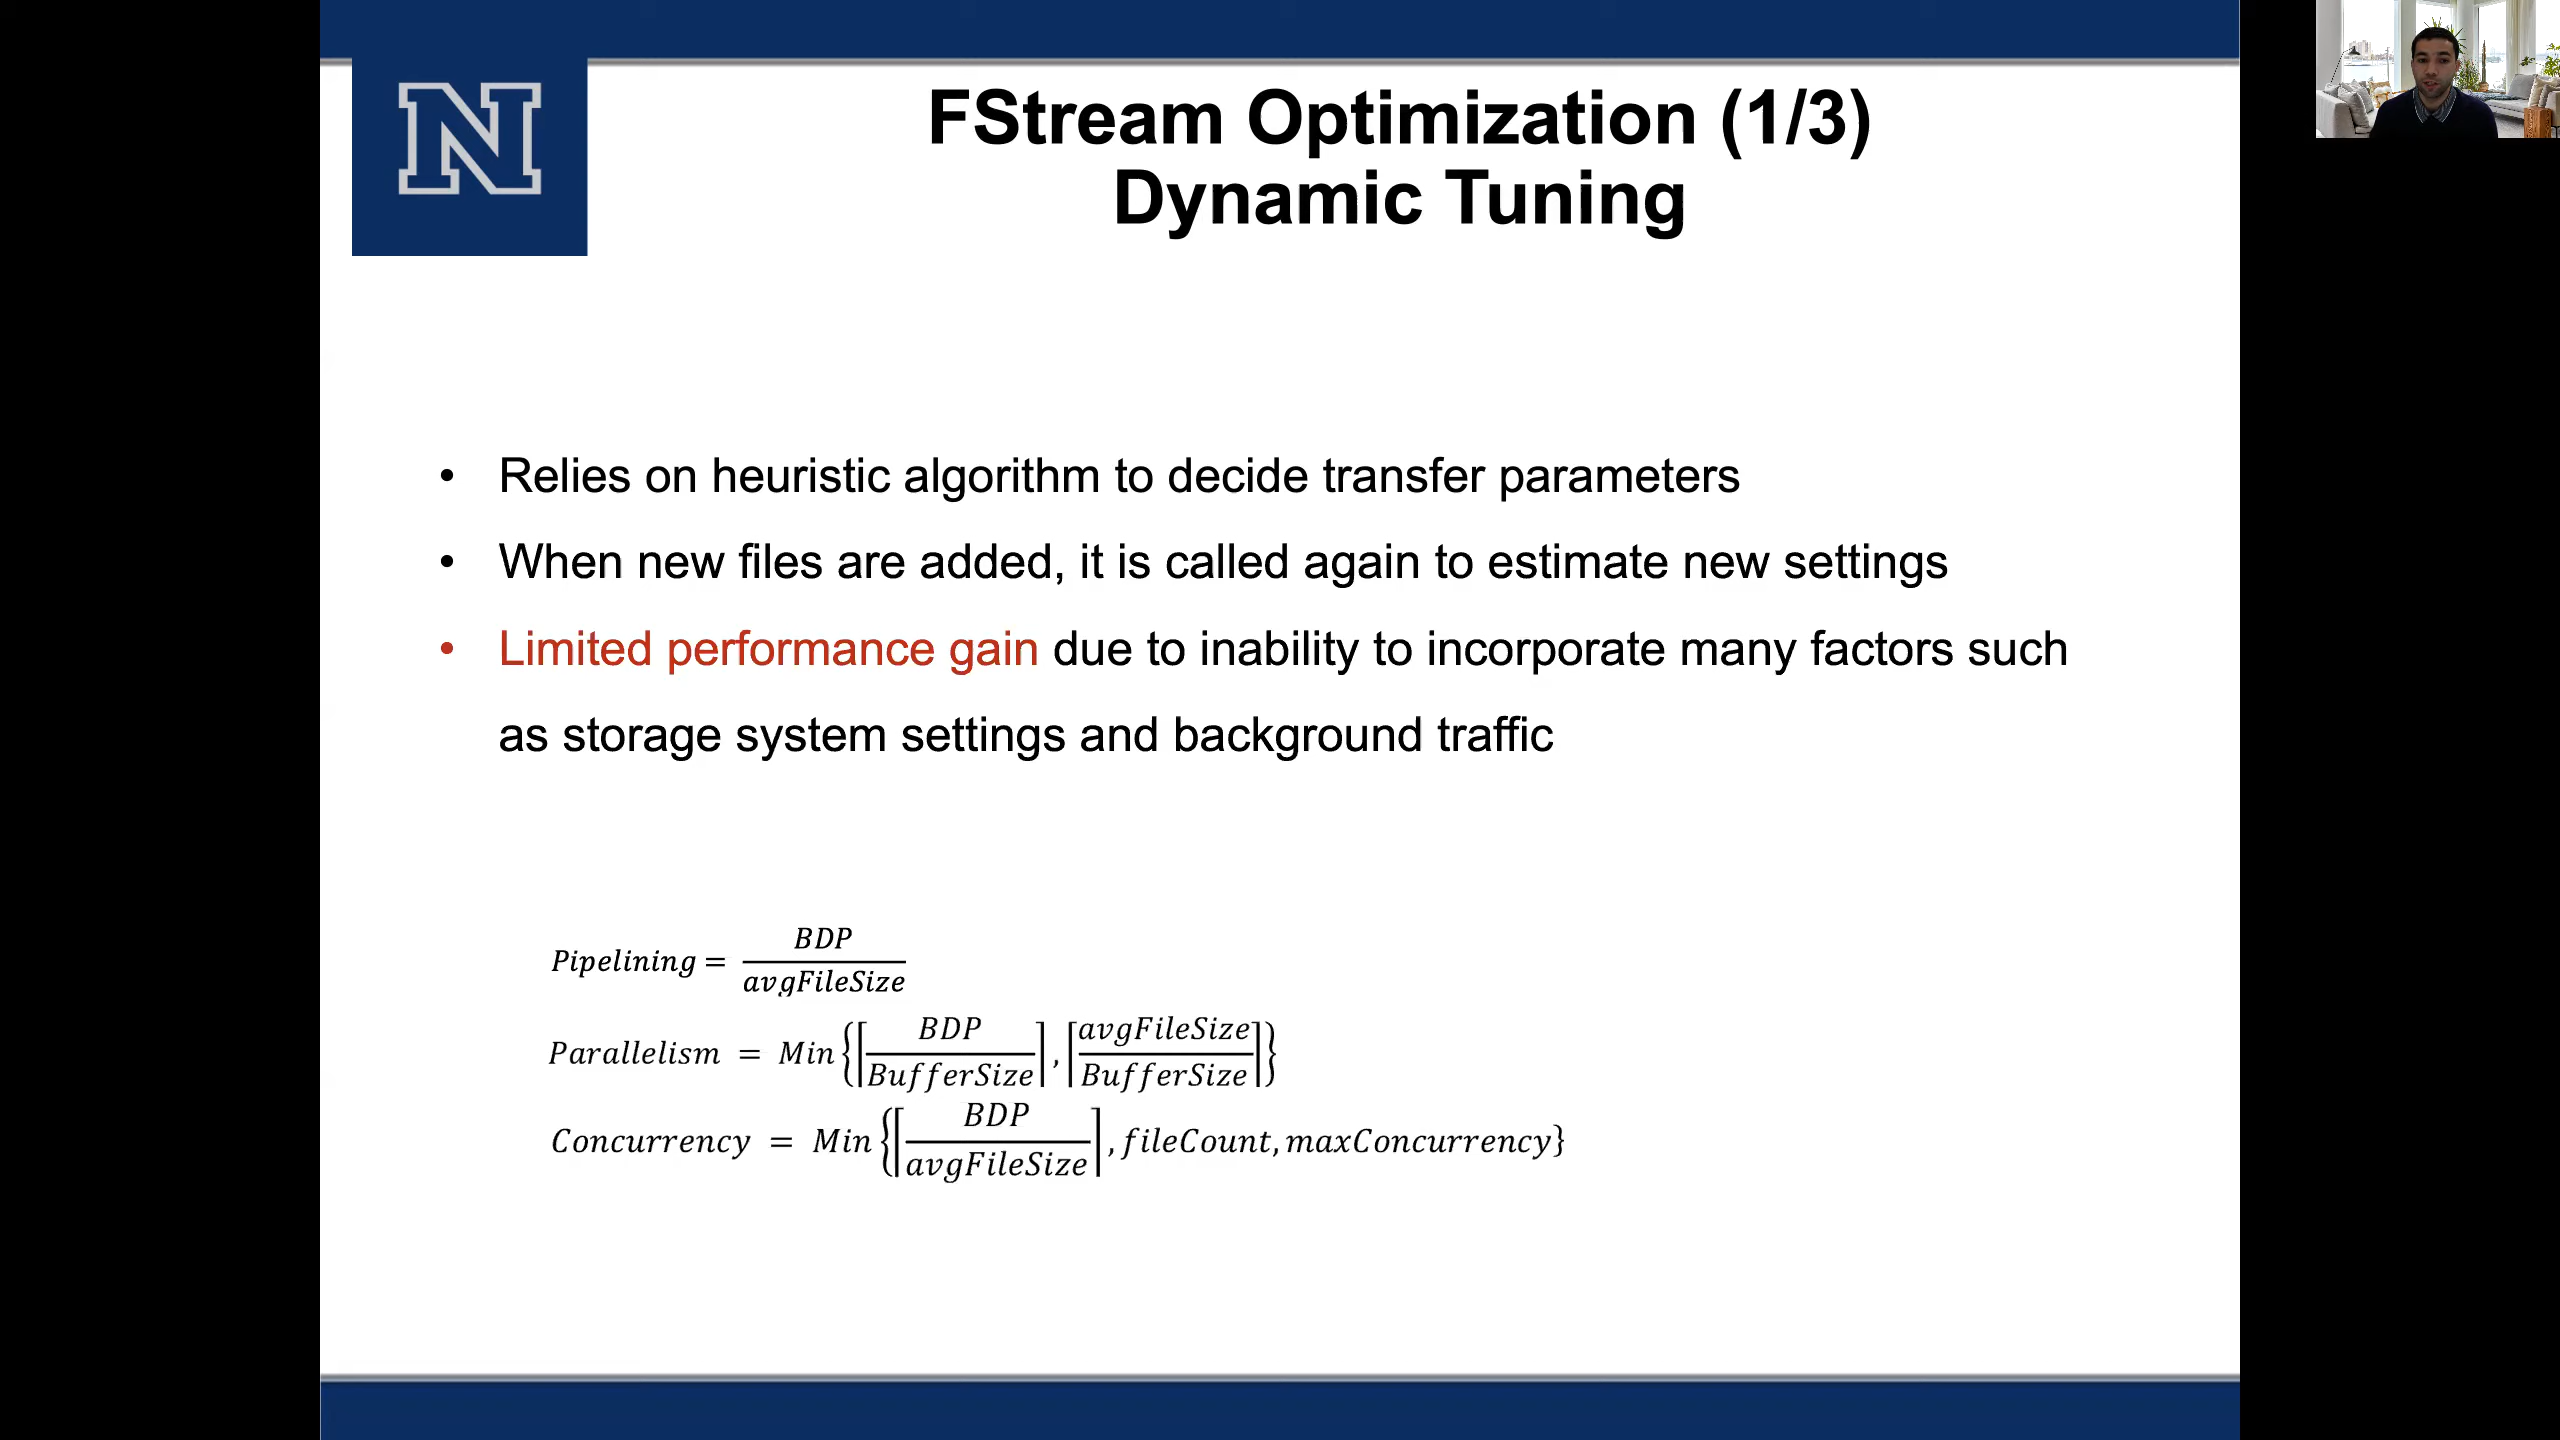 N
FStream Optimization (1/3)
Dynamic Tuning
• Relies on heuristic algorithm to decide transfer parameters
• When new files are added, it is called again to estimate new settings
• Limited performance gain due to inability to incorporate many factors such
as storage system settings and background traffic
Pipelining = BDP / avgFileSize
Parallelism = Min{⌈BDP / BufferSize⌉, ⌈avgFileSize / BufferSize⌉}
Concurrency = Min{⌈BDP / avgFileSize⌉, fileCount, maxConcurrency}